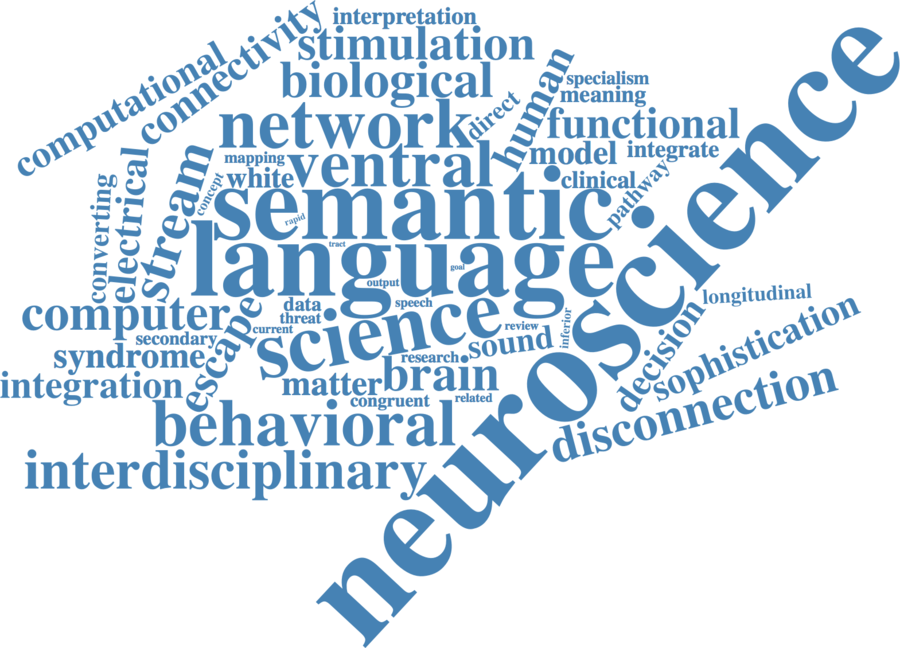 interpretation
connectivity
computational
stimulation
biological
human
specialism
meaning
direct
network
functional
neuroscience
model
integrate
mapping
ventral
white
clinical
pathway
concept
semantic
stream
electrical
converting
rapid
language
tract
goal
output
speech
computer
data
threat
science
escape
current
review
inferior
longitudinal
secondary
sound
decision
sophistication
syndrome
research
integration
matter
brain
congruent
related
disconnection
behavioral
interdisciplinary